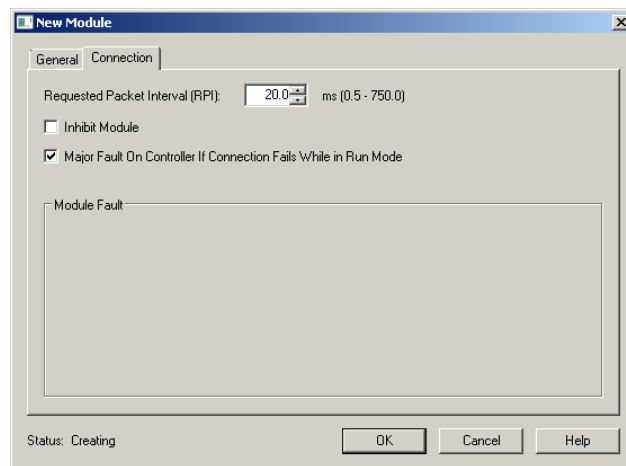 New Module
General Connection
Requested Packet Interval (RPI): 20.0 ms (0.5 - 750.0)
Inhibit Module
Major Fault On Controller If Connection Fails While in Run Mode
Module Fault
Status: Creating OK Cancel Help